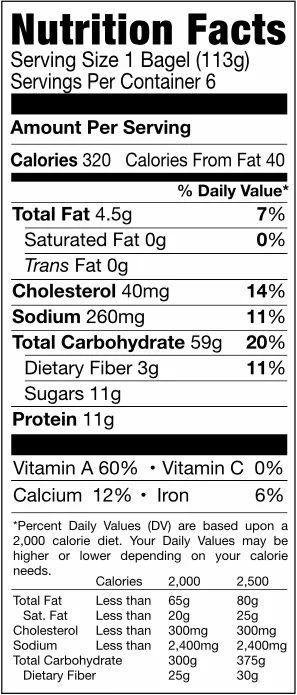 Nutrition Facts
Serving Size 1 Bagel (113g)
Servings Per Container 6
Amount Per Serving
Calories 320 Calories From Fat 40
% Daily Value*
Total Fat 4.5g 7%
Saturated Fat 0g 0%
Trans Fat 0g
Cholesterol 40mg 14%
Sodium 260mg 11%
Total Carbohydrate 59g 20%
Dietary Fiber 3g 11%
Sugars 11g
Protein 11g
Vitamin A 60% • Vitamin C 0%
Calcium 12% • Iron 6%
*Percent Daily Values (DV) are based upon a
2,000 calorie diet. Your Daily Values may be
higher or lower depending on your calorie
needs.
Calories 2,000 2,500
Total Fat Less than 65g 80g
Sat. Fat Less than 20g 25g
Cholesterol Less than 300mg 300mg
Sodium Less than 2,400mg 2,400mg
Total Carbohydrate 300g 375g
Dietary Fiber 25g 30g